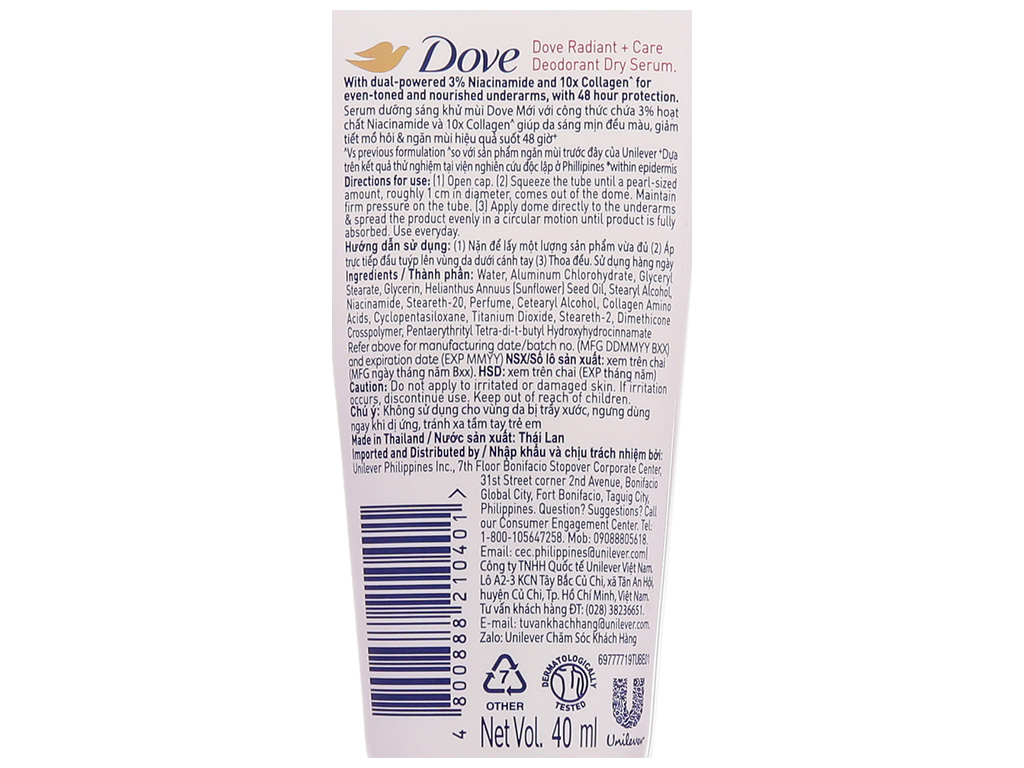 Dove
Dove Radiant + Care
Deodorant Dry Serum.
With dual-powered 3% Niacinamide and 10x Collagen^ for
even-toned and nourished underarms, with 48 hour protection.
Serum dưỡng sáng khử mùi Dove Mới với công thức chứa 3% hoạt
chất Niacinamide và 10x Collagen^ giúp da sáng mịn đều màu, giảm
tiết mồ hôi & ngăn mùi hiệu quả suốt 48 giờ+
^Vs previous formulation ^so với sản phẩm ngăn mùi trước đây của Unilever +Dựa
trên kết quả thử nghiệm tại viện nghiên cứu độc lập ở Phillipines *within epidermis
Directions for use: (1) Open cap. (2) Squeeze the tube until a pearl-sized
amount, roughly 1 cm in diameter, comes out of the dome. Maintain
firm pressure on the tube. (3) Apply dome directly to the underarms
& spread the product evenly in a circular motion until product is fully
absorbed. Use everyday.
Hướng dẫn sử dụng: (1) Nặn để lấy một lượng sản phẩm vừa đủ (2) Áp
trực tiếp đầu tuýp lên vùng da dưới cánh tay (3) Thoa đều. Sử dụng hàng ngày
Ingredients / Thành phần: Water, Aluminum Chlorohydrate, Glyceryl
Stearate, Glycerin, Helianthus Annuus (Sunflower) Seed Oil, Stearyl Alcohol,
Niacinamide, Steareth-20, Perfume, Cetearyl Alcohol, Collagen Amino
Acids, Cyclopentasiloxane, Titanium Dioxide, Steareth-2, Dimethicone
Crosspolymer, Pentaerythrityl Tetra-di-t-butyl Hydroxyhydrocinnamate
Refer above for manufacturing date/batch no. (MFG DDMMYY BXX)
and expiration date (EXP MMYY) NSX/Số lô sản xuất: xem trên chai
(MFG ngày tháng năm Bxx). HSD: xem trên chai (EXP tháng năm)
Caution: Do not apply to irritated or damaged skin. If irritation
occurs, discontinue use. Keep out of reach of children.
Chú ý: Không sử dụng cho vùng da bị trầy xước, ngưng dùng
ngay khi dị ứng, tránh xa tầm tay trẻ em
Made in Thailand / Nước sản xuất: Thái Lan
Imported and Distributed by / Nhập khẩu và chịu trách nhiệm bởi:
Unilever Philippines Inc., 7th Floor Bonifacio Stopover Corporate Center,
31st Street corner 2nd Avenue, Bonifacio
Global City, Fort Bonifacio, Taguig City,
Philippines. Question? Suggestions? Call
our Consumer Engagement Center. Tel:
1-800-105647258. Mob: 09088805618.
Email: cec.philippines@unilever.com|
Công ty TNHH Quốc tế Unilever Việt Nam.
Lô A2-3 KCN Tây Bắc Củ Chi, xã Tân An Hội,
huyện Củ Chi, Tp. Hồ Chí Minh, Việt Nam.
Tư vấn khách hàng ĐT: (028) 38236651.
E-mail: tuvankhachhang@unilever.com.
Zalo: Unilever Chăm Sóc Khách Hàng
4 800888 210401 >
7
OTHER
DERMATOLOGICALLY
TESTED
69777719TUBE01
Unilever
Net Vol. 40 ml